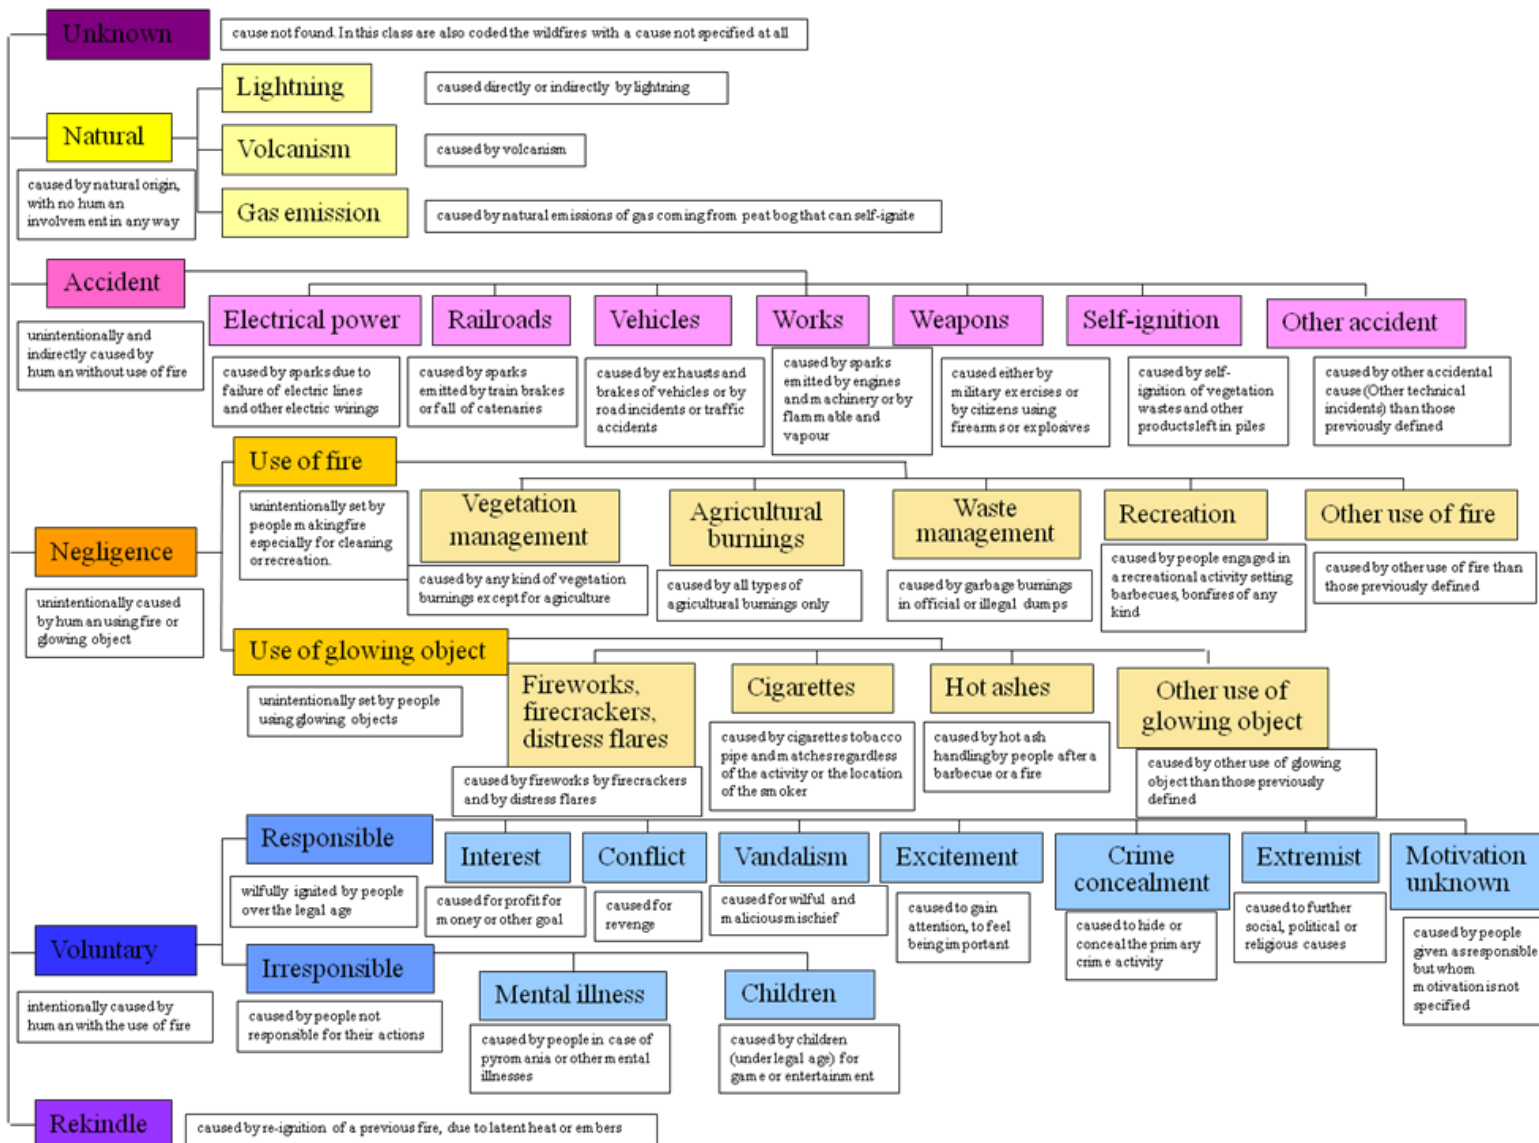 Unknown
cause not found. In this class are also coded the wildfires with a cause not specified at all
Natural
caused by natural origin,
with no human
involvement in any way
Lightning
caused directly or indirectly by lightning
Volcanism
caused by volcanism
Gas emission
caused by natural emissions of gas coming from peat bog that can self-ignite
Accident
unintentionally and
indirectly caused by
human without use of fire
Electrical power
caused by sparks due to
failure of electric lines
and other electric wirings
Railroads
caused by sparks
emitted by train brakes
or fall of catenaries
Vehicles
caused by exhausts and
brakes of vehicles or by
road incidents or traffic
accidents
Works
caused by sparks
emitted by engines
and machinery or by
flammable and
vapour
Weapons
caused either by
military exercises or
by citizens using
firearms or explosives
Self-ignition
caused by self-
ignition of vegetation
wastes and other
products left in piles
Other accident
caused by other accidental
cause (Other technical
incidents) than those
previously defined
Negligence
unintentionally caused
by human using fire or
glowing object
Use of fire
unintentionally set by
people making fire
especially for cleaning
or recreation.
Vegetation
management
caused by any kind of vegetation
burnings except for agriculture
Agricultural
burnings
caused by all types of
agricultural burnings only
Waste
management
caused by garbage burnings
in official or illegal dumps
Recreation
caused by people engaged in
a recreational activity setting
barbecues, bonfires of any
kind
Other use of fire
caused by other use of fire than
those previously defined
Use of glowing object
unintentionally set by people
using glowing objects
Fireworks,
firecrackers,
distress flares
caused by fireworks by firecrackers
and by distress flares
Cigarettes
caused by cigarettes tobacco
pipe and matches regardless
of the activity or the location
of the smoker
Hot ashes
caused by hot ash
handling by people after a
barbecue or a fire
Other use of
glowing object
caused by other use of glowing
object than those previously
defined
Voluntary
intentionally caused by
human with the use of fire
Responsible
wilfully ignited by people
over the legal age
Interest
caused for profit for
money or other goal
Conflict
caused for
revenge
Vandalism
caused for wilful and
malicious mischief
Excitement
caused to gain
attention, to feel
being important
Crime
concealment
caused to hide or
conceal the primary
crime activity
Extremist
caused to further
social, political or
religious causes
Motivation
unknown
caused by people
given as responsible
but whom
motivation is not
specified
Irresponsible
caused by people not
responsible for their actions
Mental illness
caused by people in case of
pyromania or other mental
illnesses
Children
caused by children
(under legal age) for
game or entertainment
Rekindle
caused by re-ignition of a previous fire, due to latent heat or embers